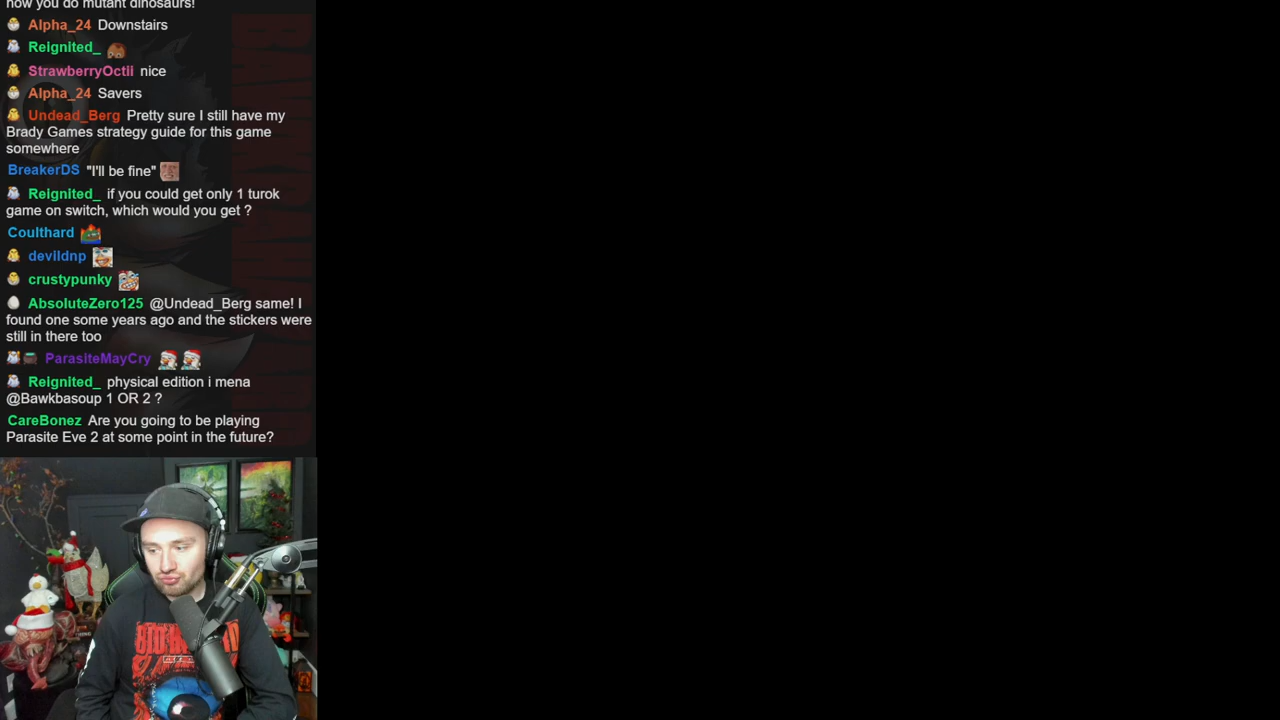 now you do mutant dinosaurs!
Alpha_24 Downstairs
Reignited_
StrawberryOctii nice
Alpha_24 Savers
Undead_Berg Pretty sure I still have my
Brady Games strategy guide for this game
somewhere
BreakerDS "I'll be fine"
Reignited_ if you could get only 1 turok
game on switch, which would you get ?
Coulthard
devildnp
crustypunky
AbsoluteZero125 @Undead_Berg same! I
found one some years ago and the stickers were
still in there too
ParasiteMayCry
Reignited_ physical edition i mena
@Bawkbasoup 1 OR 2 ?
CareBonez Are you going to be playing
Parasite Eve 2 at some point in the future?